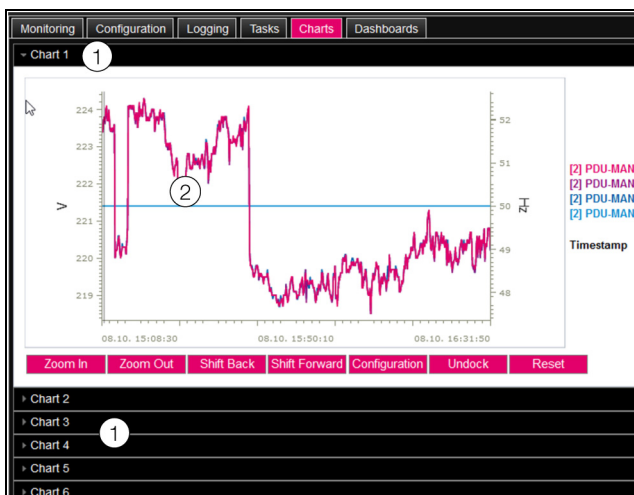 Monitoring Configuration Logging Tasks Charts Dashboards
Chart 1
1
224
223
222
221
220
219
V
2
52
51
50
49
48
Hz
08.10. 15:08:30 08.10. 15:50:10 08.10. 16:31:50
[2] PDU-MAN
[2] PDU-MAN
[2] PDU-MAN
[2] PDU-MAN
Timestamp
Zoom In Zoom Out Shift Back Shift Forward Configuration Undock Reset
Chart 2
Chart 3
1
Chart 4
Chart 5
Chart 6